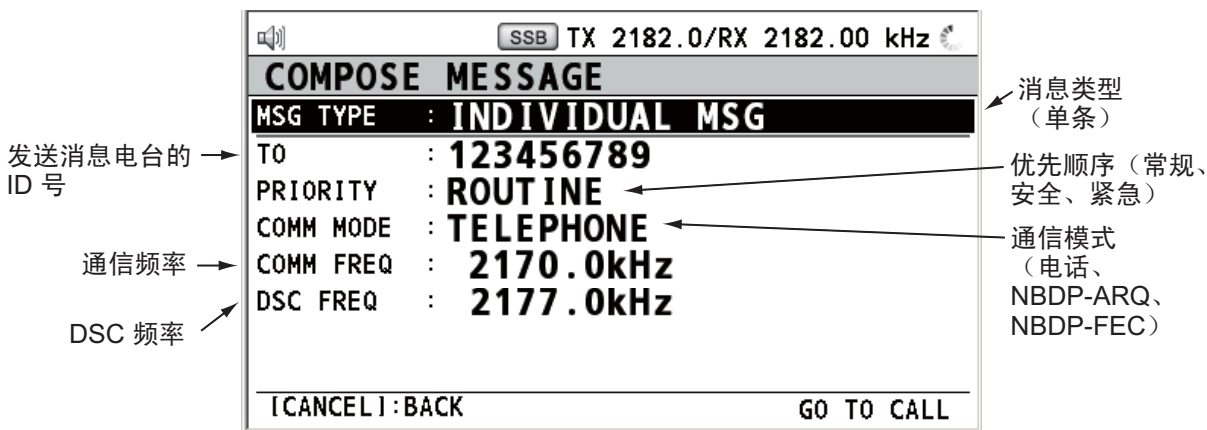 SSB TX 2182.0/RX 2182.00 kHz
COMPOSE MESSAGE
MSG TYPE : INDIVIDUAL MSG
TO : 123456789
PRIORITY : ROUTINE
COMM MODE : TELEPHONE
COMM FREQ : 2170.0kHz
DSC FREQ : 2177.0kHz
[CANCEL]:BACK GO TO CALL
发送消息电台的
ID 号
通信频率
DSC 频率
消息类型
（单条）
优先顺序（常规、
安全、紧急）
通信模式
（电话、
NBDP-ARQ、
NBDP-FEC）